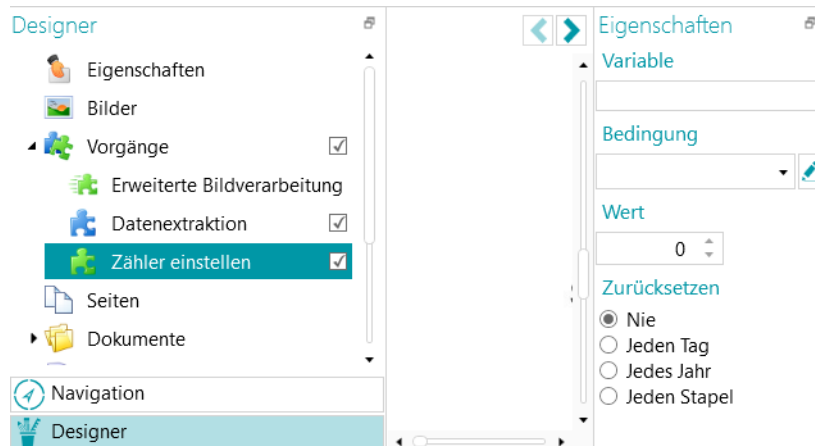 Designer
Eigenschaften
Bilder
Vorgänge
Erweiterte Bildverarbeitung
Datenextraktion
Zähler einstellen
Seiten
Dokumente
Navigation
Designer
Eigenschaften
Variable
Bedingung
Wert
0
Zurücksetzen
Nie
Jeden Tag
Jedes Jahr
Jeden Stapel